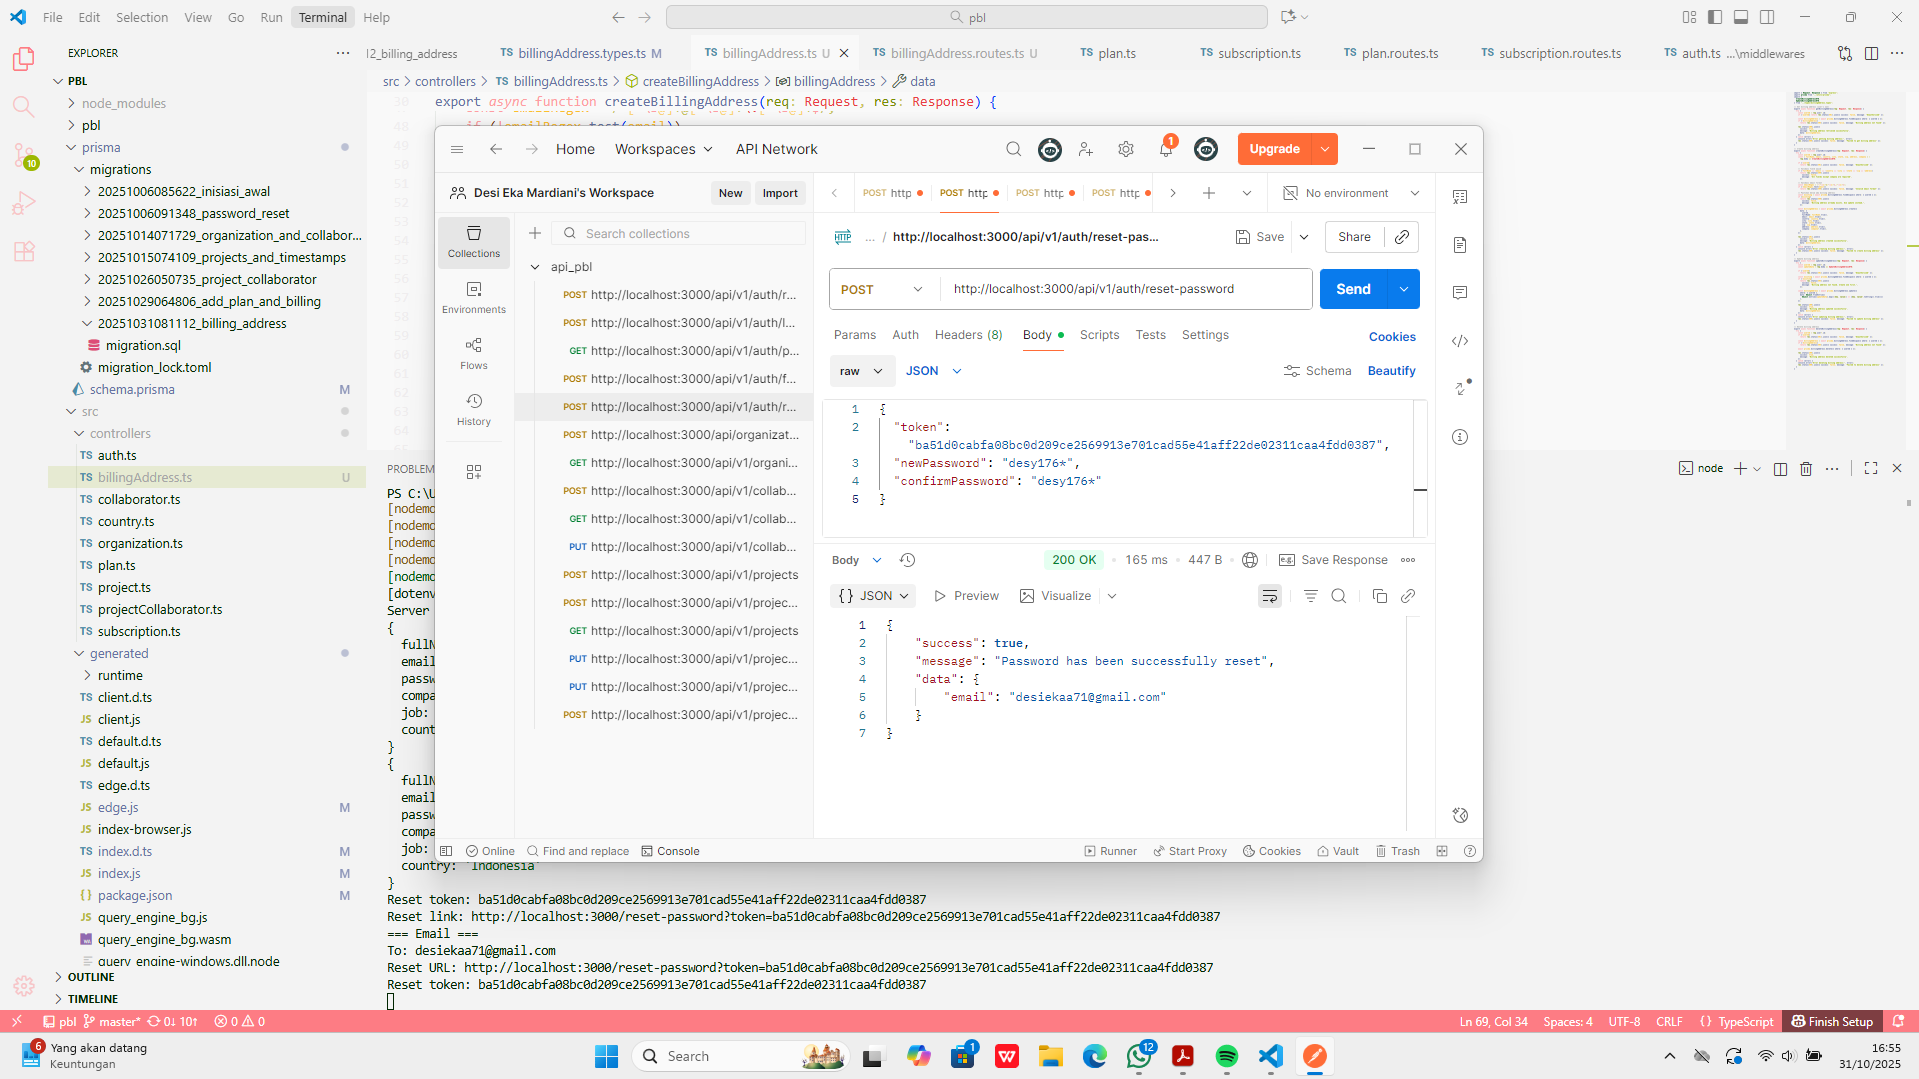 File Edit Selection View Go Run Terminal Help
pbl
EXPLORER
PBL
node_modules
pbl
prisma
migrations
20251006085622_inisiasi_awal
20251006091348_password_reset
20251014071729_organization_and_collabor...
20251015074109_projects_and_timestamps
20251026050735_project_collaborator
20251029064806_add_plan_and_billing
20251031081112_billing_address
migration.sql
migration_lock.toml
schema.prisma M
src
controllers
auth.ts
billingAddress.ts U
collaborator.ts
country.ts
organization.ts
plan.ts
project.ts
projectCollaborator.ts
subscription.ts
generated
runtime
client.d.ts
client.js
default.d.ts
default.js
edge.d.ts
edge.js M
index-browser.js
index.d.ts M
index.js M
package.json M
query_engine_bg.js
query_engine_bg.wasm
query_engine-windows.dll.node
OUTLINE
TIMELINE
10
l2_billing_address
TS billingAddress.types.ts M
TS billingAddress.ts U
TS billingAddress.routes.ts U
TS plan.ts
TS subscription.ts
TS plan.routes.ts
TS subscription.routes.ts
TS auth.ts ...\middlewares
src > controllers > TS billingAddress.ts > createBillingAddress > billingAddress > data
30 export async function createBillingAddress(req: Request, res: Response) {
Home Workspaces API Network
1
Upgrade
Desi Eka Mardiani's Workspace
New Import
POST http
POST http
POST http
POST http
No environment
Collections
Environments
Flows
History
Search collections
api_pbl
POST http://localhost:3000/api/v1/auth/r...
POST http://localhost:3000/api/v1/auth/l...
GET http://localhost:3000/api/v1/auth/p...
POST http://localhost:3000/api/v1/auth/f...
POST http://localhost:3000/api/v1/auth/r...
POST http://localhost:3000/api/organizat...
GET http://localhost:3000/api/v1/organi...
POST http://localhost:3000/api/v1/collab...
GET http://localhost:3000/api/v1/collab...
PUT http://localhost:3000/api/v1/collab...
POST http://localhost:3000/api/v1/projects
POST http://localhost:3000/api/v1/projec...
GET http://localhost:3000/api/v1/projects
PUT http://localhost:3000/api/v1/projec...
PUT http://localhost:3000/api/v1/projec...
POST http://localhost:3000/api/v1/projec...
HTTP ... / http://localhost:3000/api/v1/auth/reset-pas...
Save Share
POST http://localhost:3000/api/v1/auth/reset-password Send
Params Auth Headers (8) Body Scripts Tests Settings Cookies
raw JSON Schema Beautify
1 {
2 "token":
"ba51d0cabfa08bc0d209ce2569913e701cad55e41aff22de02311caa4fdd0387",
3 "newPassword": "desy176*",
4 "confirmPassword": "desy176*"
5 }
Body 200 OK 165 ms 447 B Save Response
{} JSON Preview Visualize
1 {
2 "success": true,
3 "message": "Password has been successfully reset",
4 "data": {
5 "email": "desiekaa71@gmail.com"
6 }
7 }
Online Find and replace Console Runner Start Proxy Cookies Vault Trash
PROBLEM
node
PS C:\U
[nodemo
[nodemo
[nodemo
[nodemo
[nodemo
[dotenv
Server
{
fullN
email
passw
compa
job:
count
}
{
fullN
email
passw
compa
job:
country: 'Indonesia'
}
Reset token: ba51d0cabfa08bc0d209ce2569913e701cad55e41aff22de02311caa4fdd0387
Reset link: http://localhost:3000/reset-password?token=ba51d0cabfa08bc0d209ce2569913e701cad55e41aff22de02311caa4fdd0387
=== Email ===
To: desiekaa71@gmail.com
Reset URL: http://localhost:3000/reset-password?token=ba51d0cabfa08bc0d209ce2569913e701cad55e41aff22de02311caa4fdd0387
Reset token: ba51d0cabfa08bc0d209ce2569913e701cad55e41aff22de02311caa4fdd0387
pbl master* 0↓ 10↑ 0 0
Ln 69, Col 34 Spaces: 4 UTF-8 CRLF {} TypeScript Finish Setup
6 Yang akan datang
Keuntungan
Search
1
12
16:55
31/10/2025